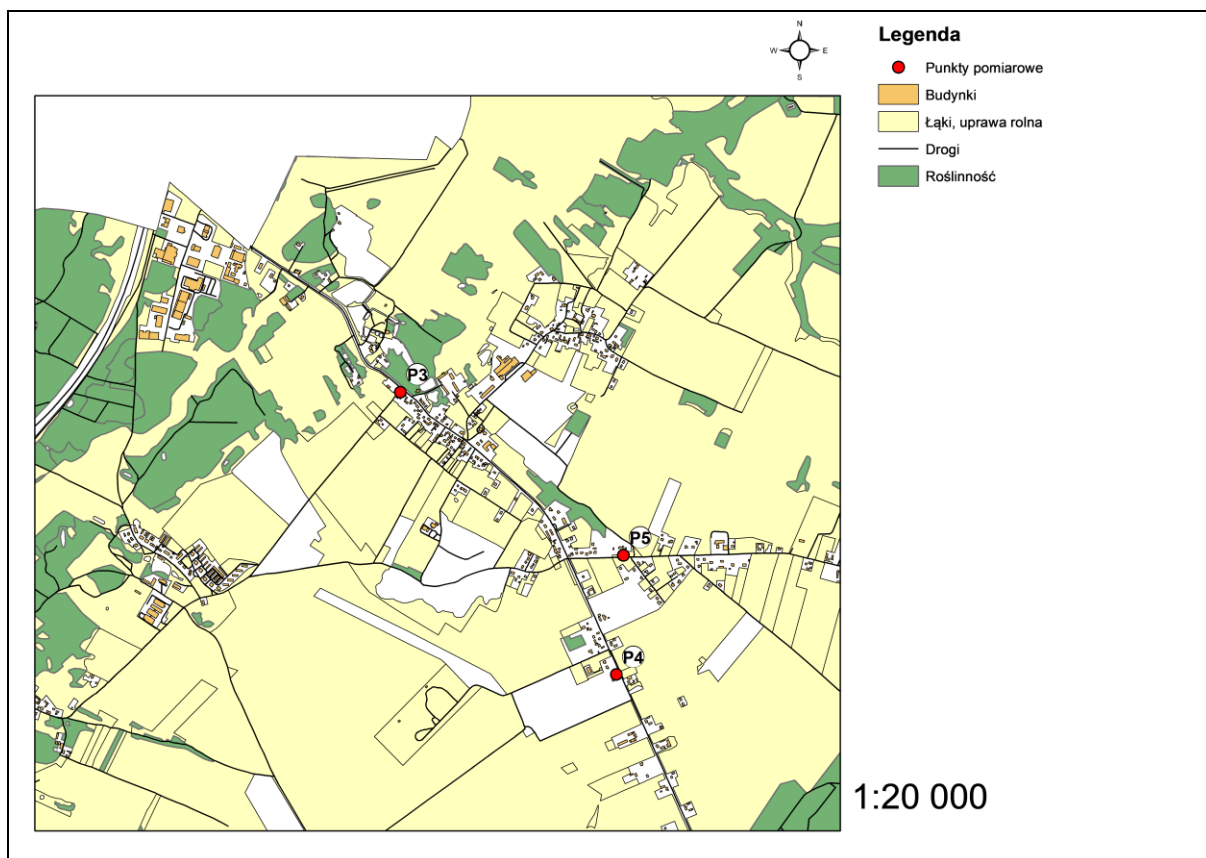 N
W E
S
Legenda
Punkty pomiarowe
Budynki
Łąki, uprawa rolna
Drogi
Roślinność
P3
P5
P4
1:20 000